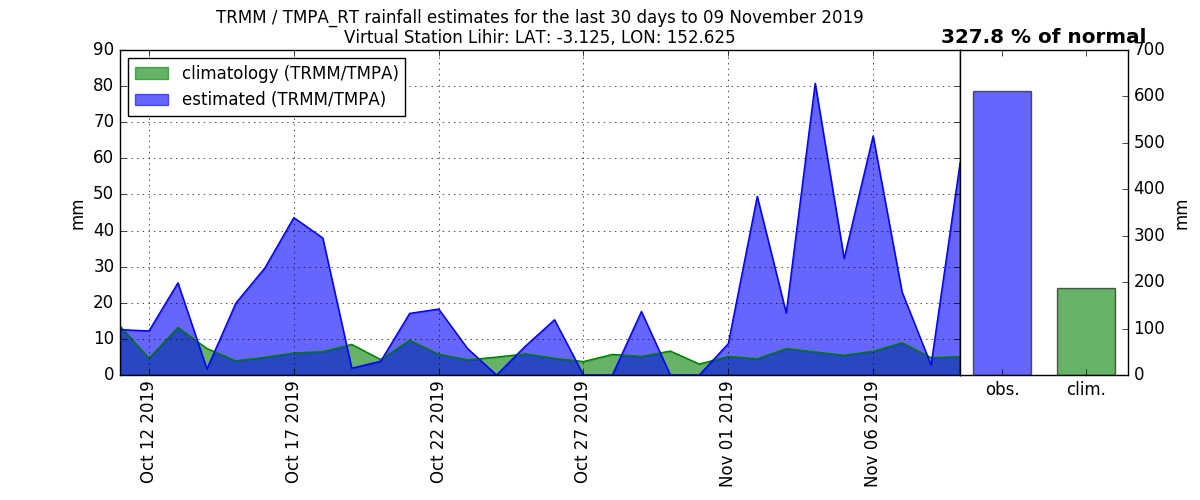 TRMM / TMPA_RT rainfall estimates for the last 30 days to 09 November 2019
Virtual Station Lihir: LAT: -3.125, LON: 152.625
327.8 % of normal
climatology (TRMM/TMPA)
estimated (TRMM/TMPA)
90
80
70
60
50
40
30
20
10
0
mm
Oct 12 2019
Oct 17 2019
Oct 22 2019
Oct 27 2019
Nov 01 2019
Nov 06 2019
obs.
clim.
700
600
500
400
300
200
100
0
mm